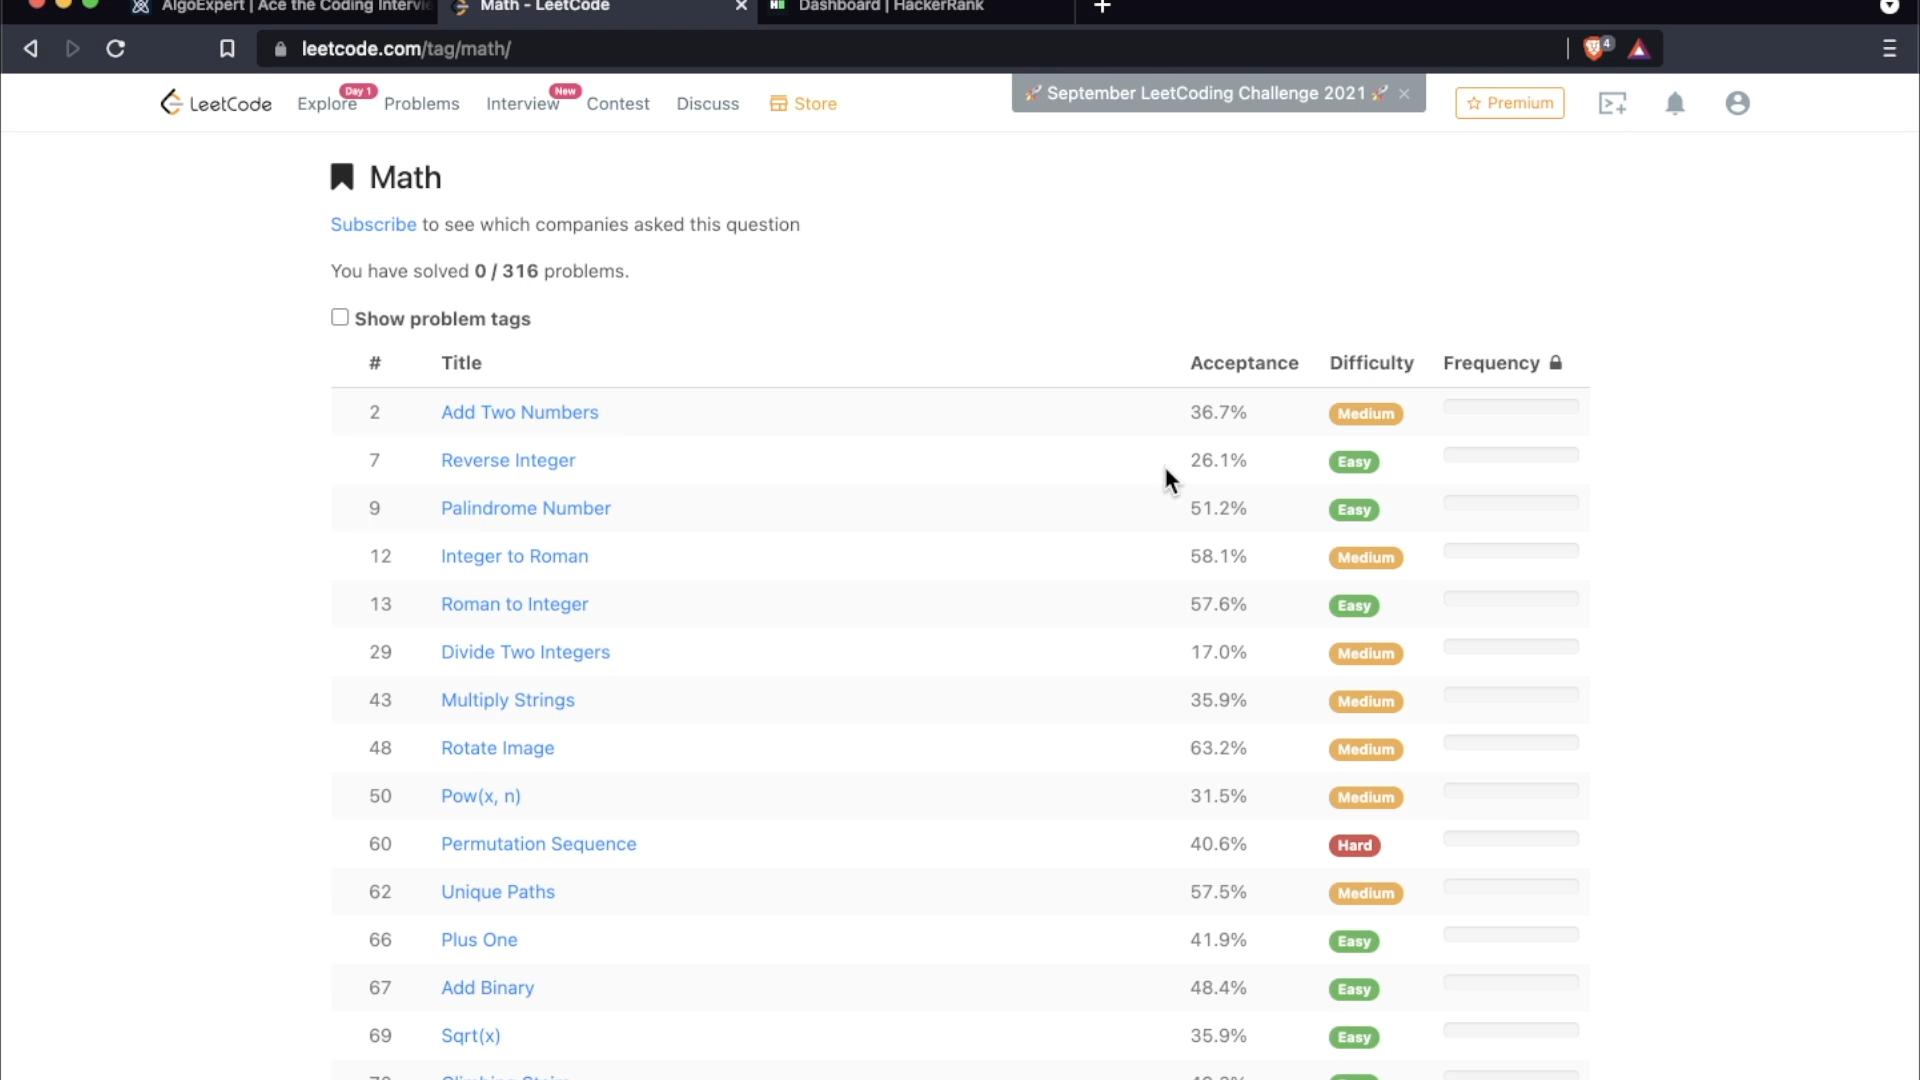 AlgoExpert | Ace the Coding Intervi
Math - LeetCode
Dashboard | HackerRank
leetcode.com/tag/math/
4
LeetCode
Explore
Day 1
Problems
Interview
New
Contest
Discuss
Store
🚀 September LeetCoding Challenge 2021 🚀
Premium
Math
Subscribe to see which companies asked this question
You have solved 0 / 316 problems.
Show problem tags
# Title Acceptance Difficulty Frequency
2 Add Two Numbers 36.7% Medium
7 Reverse Integer 26.1% Easy
9 Palindrome Number 51.2% Easy
12 Integer to Roman 58.1% Medium
13 Roman to Integer 57.6% Easy
29 Divide Two Integers 17.0% Medium
43 Multiply Strings 35.9% Medium
48 Rotate Image 63.2% Medium
50 Pow(x, n) 31.5% Medium
60 Permutation Sequence 40.6% Hard
62 Unique Paths 57.5% Medium
66 Plus One 41.9% Easy
67 Add Binary 48.4% Easy
69 Sqrt(x) 35.9% Easy